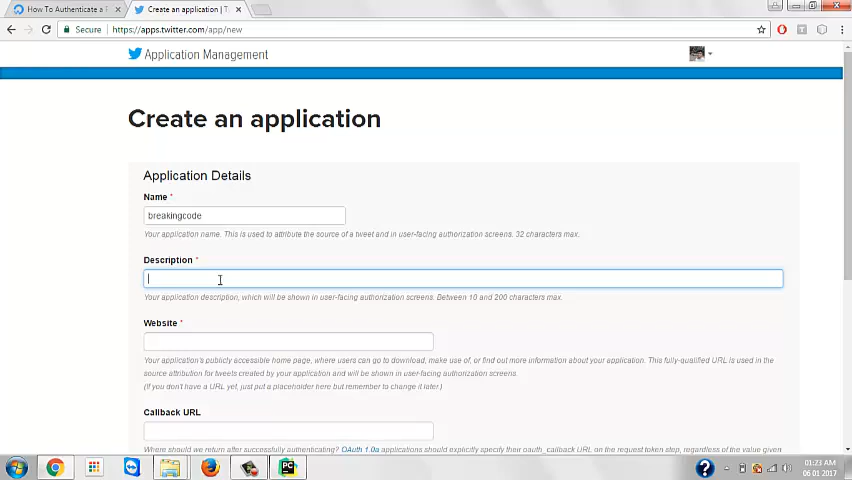 How To Authenticate a T
Create an application | T
Secure
https://apps.twitter.com/app/new
Application Management
Create an application
Application Details
Name *
breakingcode
Your application name. This is used to attribute the source of a tweet and in user-facing authorization screens. 32 characters max.
Description *
Your application description, which will be shown in user-facing authorization screens. Between 10 and 200 characters max.
Website *
Your application's publicly accessible home page, where users can go to download, make use of, or find out more information about your application. This fully-qualified URL is used in the
source attribution for tweets created by your application and will be shown in user-facing authorization screens.
(If you don't have a URL yet, just put a placeholder here but remember to change it later.)
Callback URL
Where should we return after successfully authenticating? OAuth 1.0a applications should explicitly specify their oauth_callback URL on the request token step, regardless of the value given
PC
01:23 AM
06 01 2017